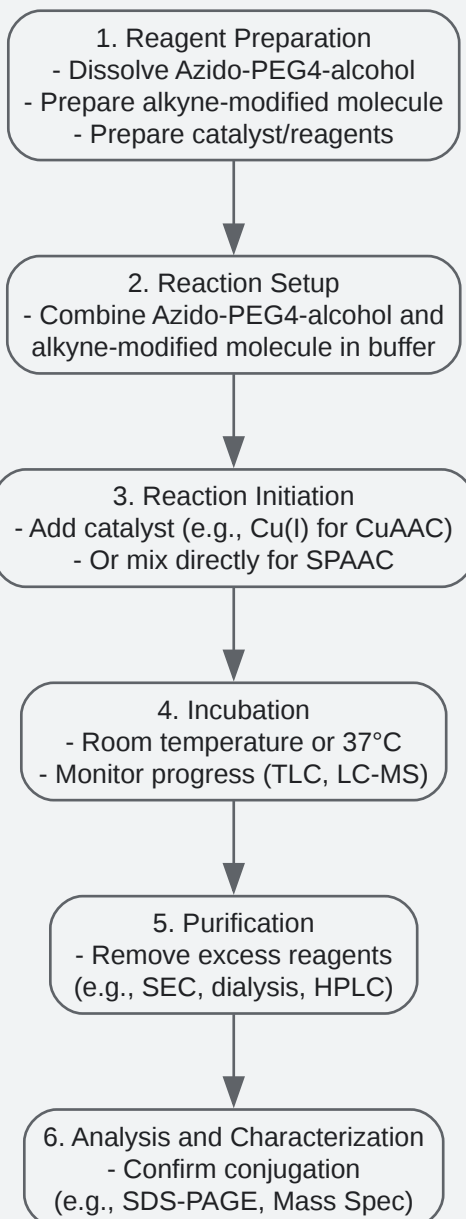 1. Reagent Preparation
- Dissolve Azido-PEG4-alcohol
- Prepare alkyne-modified molecule
- Prepare catalyst/reagents
2. Reaction Setup
- Combine Azido-PEG4-alcohol and
alkyne-modified molecule in buffer
3. Reaction Initiation
- Add catalyst (e.g., Cu(I) for CuAAC)
- Or mix directly for SPAAC
4. Incubation
- Room temperature or 37°C
- Monitor progress (TLC, LC-MS)
5. Purification
- Remove excess reagents
(e.g., SEC, dialysis, HPLC)
6. Analysis and Characterization
- Confirm conjugation
(e.g., SDS-PAGE, Mass Spec)